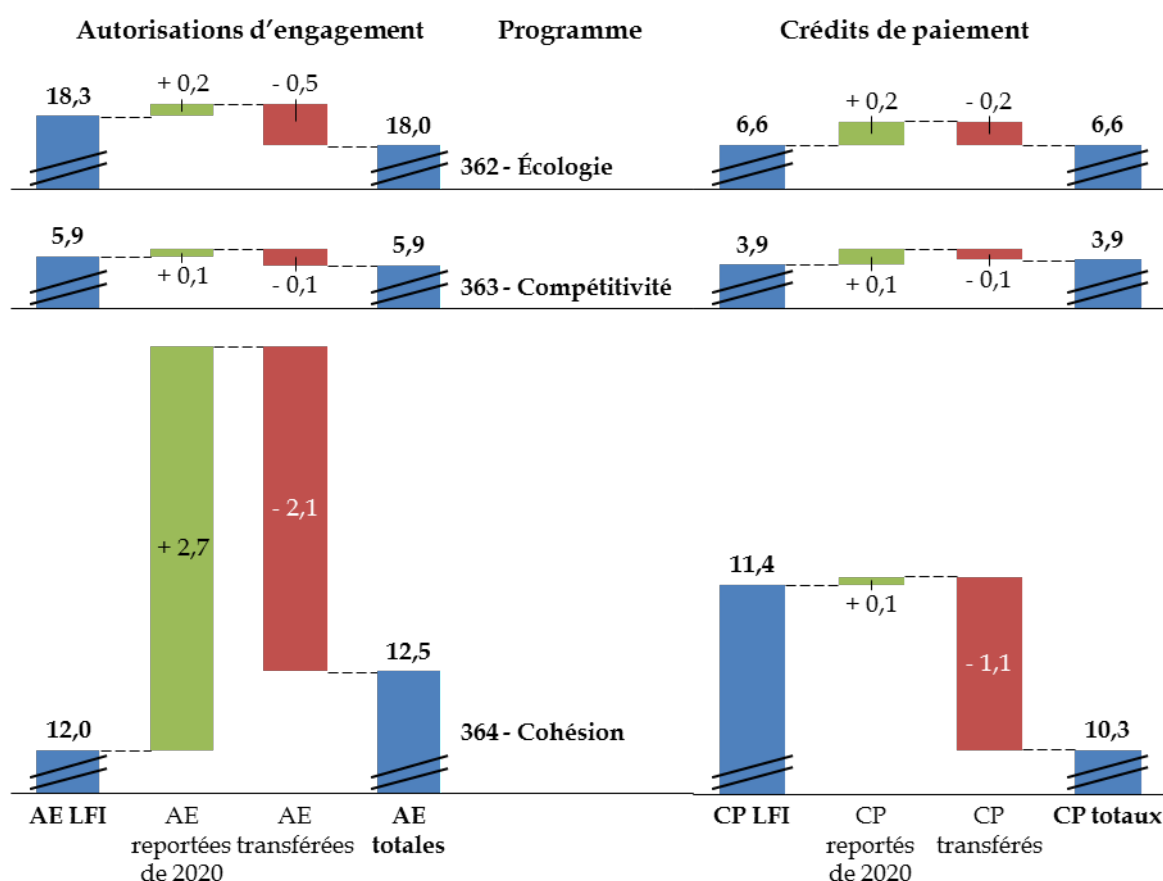 Autorisations d'engagement Programme Crédits de paiement
+ 0,2 - 0,5 + 0,2 - 0,2
18,3 18,0 6,6 6,6
362 - Écologie
5,9 5,9 3,9 3,9
+ 0,1 - 0,1 + 0,1 - 0,1
363 - Compétitivité
- 2,1
+ 2,7
11,4
+ 0,1
12,5 - 1,1
12,0 364 - Cohésion 10,3
AE LFI AE AE AE CP LFI CP CP CP totaux
reportées transférées totales reportés transférés
de 2020 de 2020